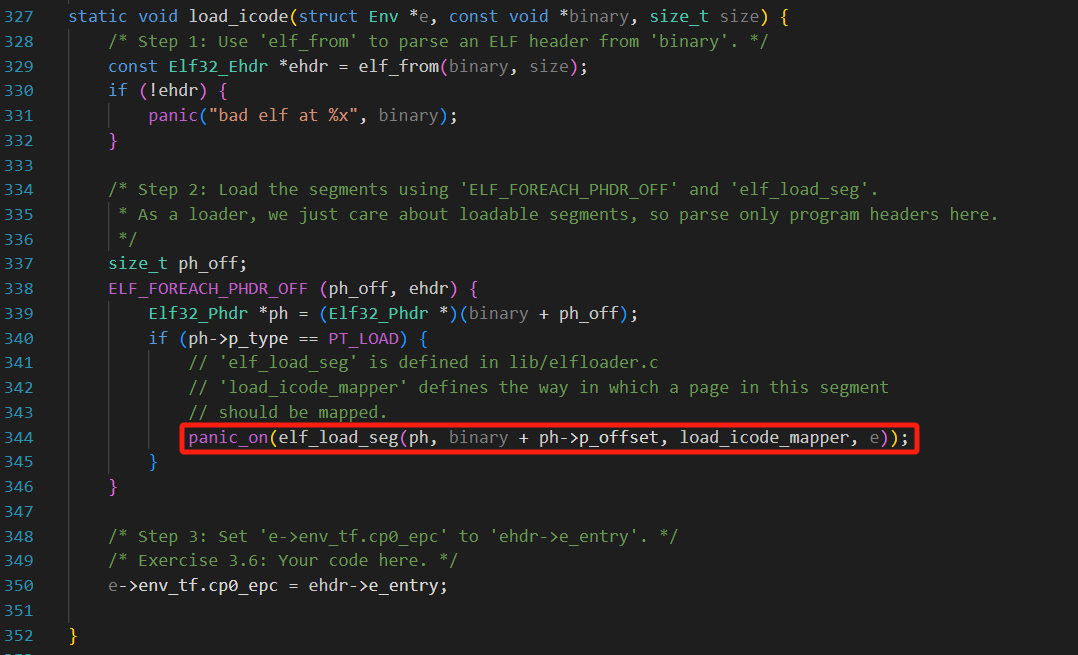 327 static void load_icode(struct Env *e, const void *binary, size_t size) {
328 /* Step 1: Use 'elf_from' to parse an ELF header from 'binary'. */
329 const Elf32_Ehdr *ehdr = elf_from(binary, size);
330 if (!ehdr) {
331 panic("bad elf at %x", binary);
332 }
333
334 /* Step 2: Load the segments using 'ELF_FOREACH_PHDR_OFF' and 'elf_load_seg'.
335 * As a loader, we just care about loadable segments, so parse only program headers here.
336 */
337 size_t ph_off;
338 ELF_FOREACH_PHDR_OFF (ph_off, ehdr) {
339 Elf32_Phdr *ph = (Elf32_Phdr *)(binary + ph_off);
340 if (ph->p_type == PT_LOAD) {
341 // 'elf_load_seg' is defined in lib/elfloader.c
342 // 'load_icode_mapper' defines the way in which a page in this segment
343 // should be mapped.
344 panic_on(elf_load_seg(ph, binary + ph->p_offset, load_icode_mapper, e));
345 }
346 }
347
348 /* Step 3: Set 'e->env_tf.cp0_epc' to 'ehdr->e_entry'. */
349 /* Exercise 3.6: Your code here. */
350 e->env_tf.cp0_epc = ehdr->e_entry;
351
352 }